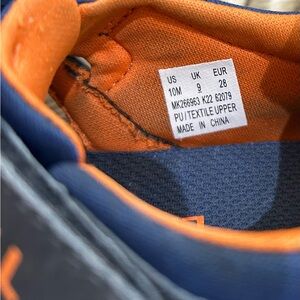 US UK EUR
10M 9 28
MK266963 K22 62079
PU/TEXTILE UPPER
MADE IN CHINA